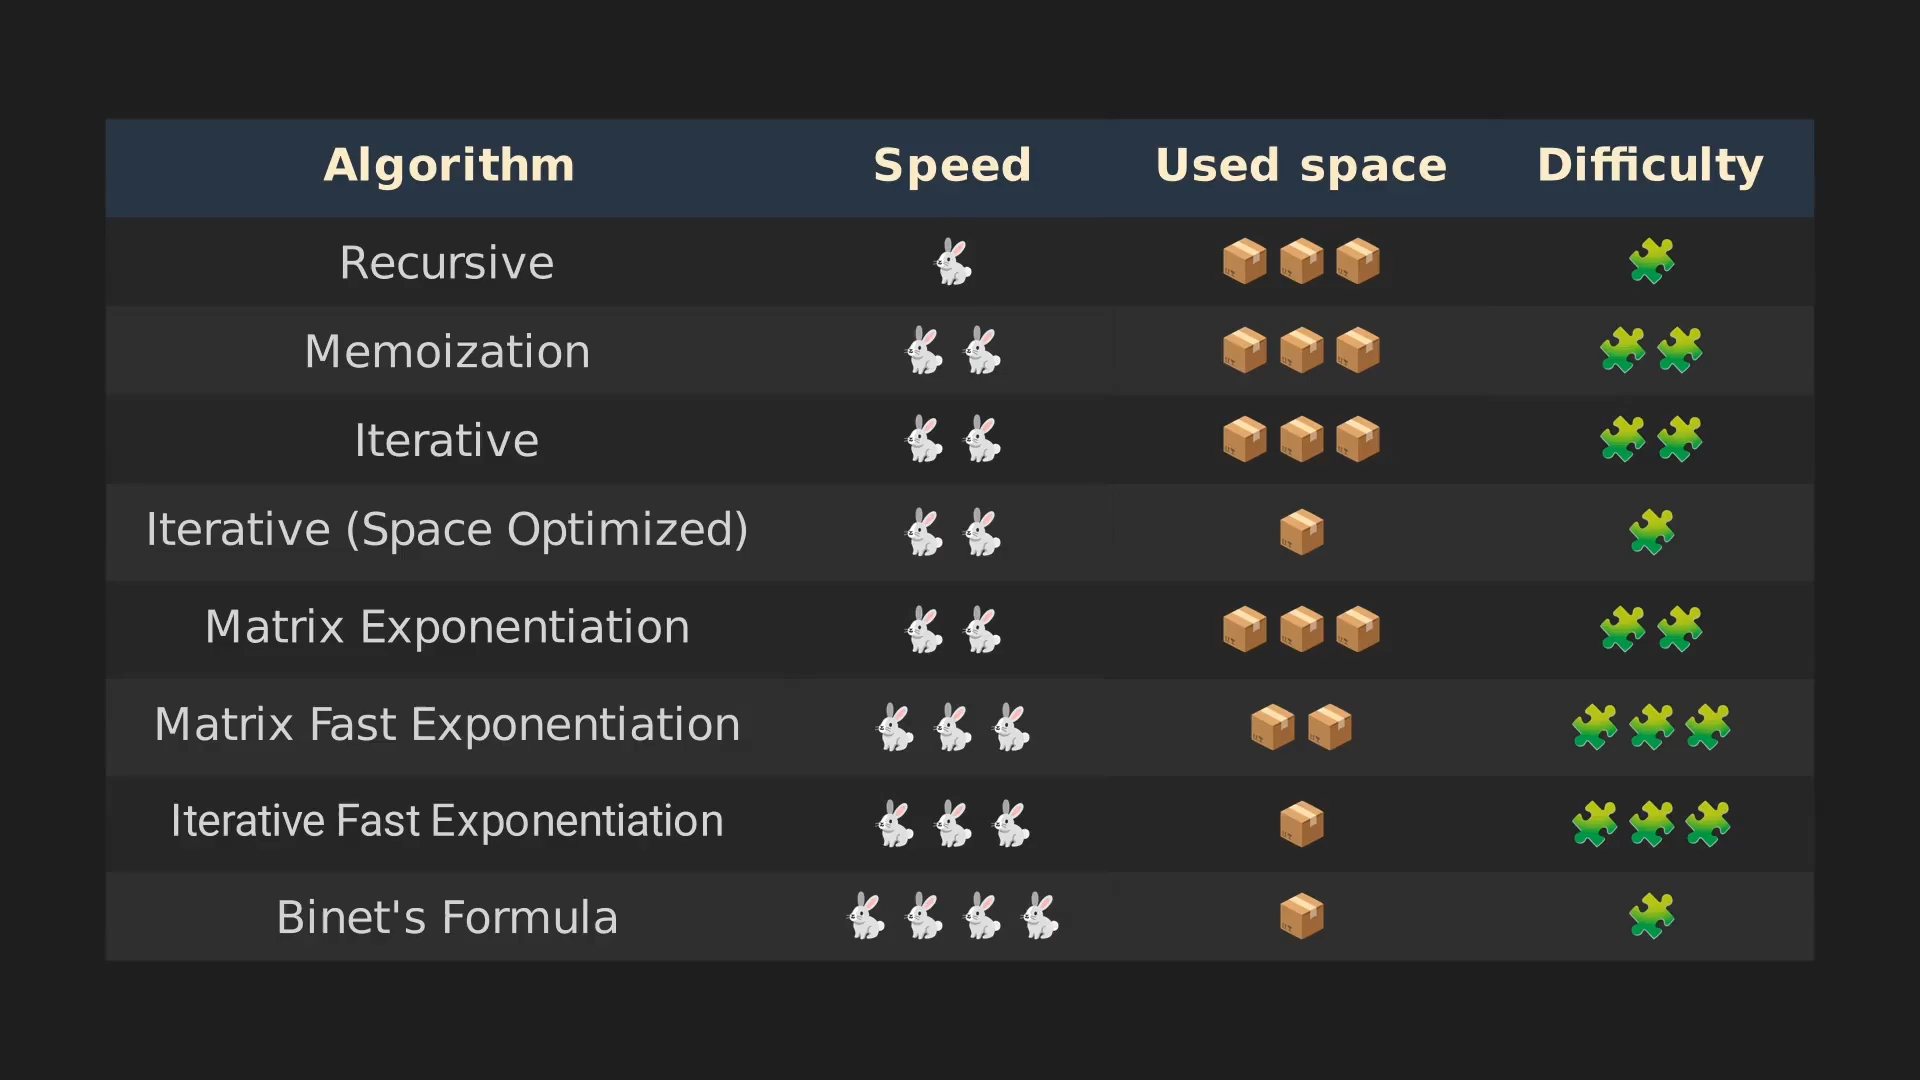 Algorithm Speed Used space Difficulty
Recursive 🐇 📦📦📦 🧩
Memoization 🐇🐇 📦📦📦 🧩🧩
Iterative 🐇🐇 📦📦📦 🧩🧩
Iterative (Space Optimized) 🐇🐇 📦 🧩
Matrix Exponentiation 🐇🐇 📦📦📦 🧩🧩
Matrix Fast Exponentiation 🐇🐇🐇 📦📦 🧩🧩🧩
Iterative Fast Exponentiation 🐇🐇🐇 📦 🧩🧩🧩
Binet's Formula 🐇🐇🐇🐇 📦 🧩